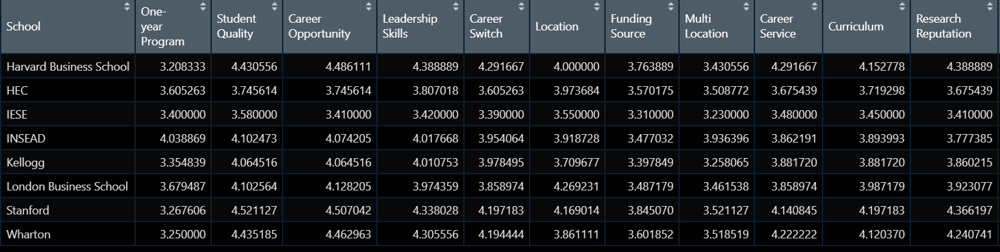 School One-year Program Student Quality Career Opportunity Leadership Skills Career Switch Location Funding Source Multi Location Career Service Curriculum Research Reputation
Harvard Business School 3.208333 4.430556 4.486111 4.388889 4.291667 4.000000 3.763889 3.430556 4.291667 4.152778 4.388889
HEC 3.605263 3.745614 3.745614 3.807018 3.605263 3.973684 3.570175 3.508772 3.675439 3.719298 3.675439
IESE 3.400000 3.580000 3.410000 3.420000 3.390000 3.550000 3.310000 3.230000 3.480000 3.450000 3.410000
INSEAD 4.038869 4.102473 4.074205 4.017668 3.954064 3.918728 3.477032 3.936396 3.862191 3.893993 3.777385
Kellogg 3.354839 4.064516 4.064516 4.010753 3.978495 3.709677 3.397849 3.258065 3.881720 3.881720 3.860215
London Business School 3.679487 4.102564 4.128205 3.974359 3.858974 4.269231 3.487179 3.461538 3.858974 3.987179 3.923077
Stanford 3.267606 4.521127 4.507042 4.338028 4.197183 4.169014 3.845070 3.521127 4.140845 4.197183 4.366197
Wharton 3.250000 4.435185 4.462963 4.305556 4.194444 3.861111 3.601852 3.518519 4.222222 4.120370 4.240741